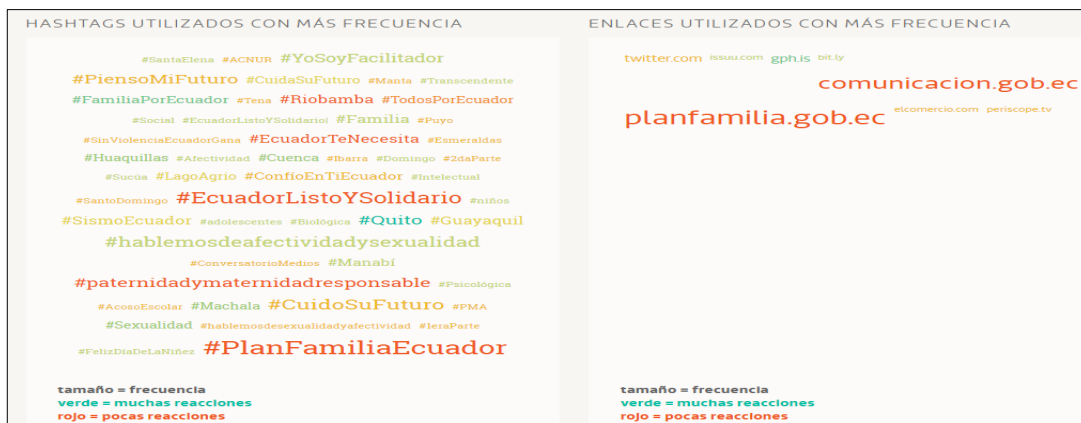 HASHTAGS UTILIZADOS CON MÁS FRECUENCIA
#SantaElena #ACNUR #YoSoyFacilitador
#PiensoMiFuturo #CuidaSuFuturo #Manta #Transcendente
#FamiliaPorEcuador #Tena #Riobamba #TodosPorEcuador
#Social #EcuadorListoYSolidario| #Familia #Puyo
#SinViolenciaEcuadorGana #EcuadorTeNecesita #Esmeraldas
#Huaquillas #Afectividad #Cuenca #Ibarra #Domingo #2daParte
#Sucúa #LagoAgrio #ConfíoEnTiEcuador #Intelectual
#SantoDomingo #EcuadorListoYSolidario #niños
#SismoEcuador #adolescentes #Biológica #Quito #Guayaquil
#hablemosdeafectividadysexualidad
#ConversatorioMedios #Manabí
#paternidadymaternidadresponsable #Psicológica
#AcosoEscolar #Machala #CuidoSuFuturo #PMA
#Sexualidad #hablemosdesexualidadyafectividad #1eraParte
#FelizDíaDeLaNiñez #PlanFamiliaEcuador
tamaño = frecuencia
verde = muchas reacciones
rojo = pocas reacciones
ENLACES UTILIZADOS CON MÁS FRECUENCIA
twitter.com issuu.com gph.is bit.ly
comunicacion.gob.ec
planfamilia.gob.ec elcomercio.com periscope.tv
tamaño = frecuencia
verde = muchas reacciones
rojo = pocas reacciones